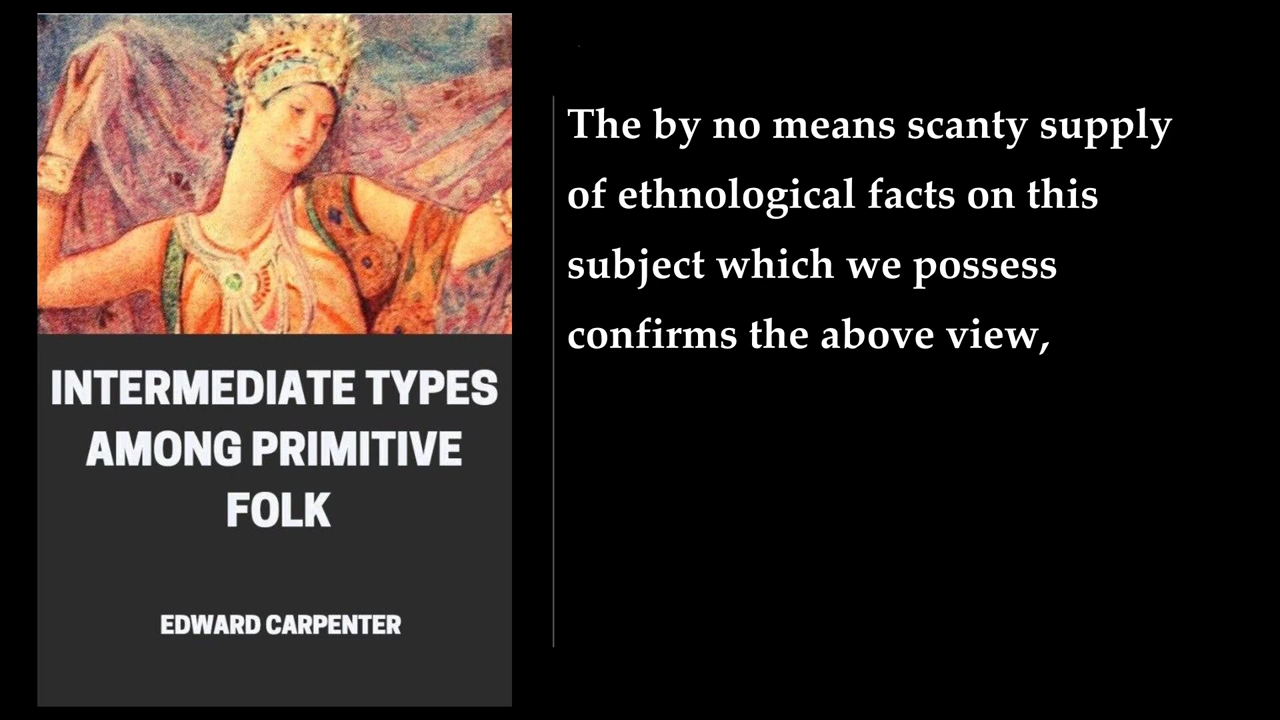 INTERMEDIATE TYPES
AMONG PRIMITIVE
FOLK
EDWARD CARPENTER
The by no means scanty supply
of ethnological facts on this
subject which we possess
confirms the above view,